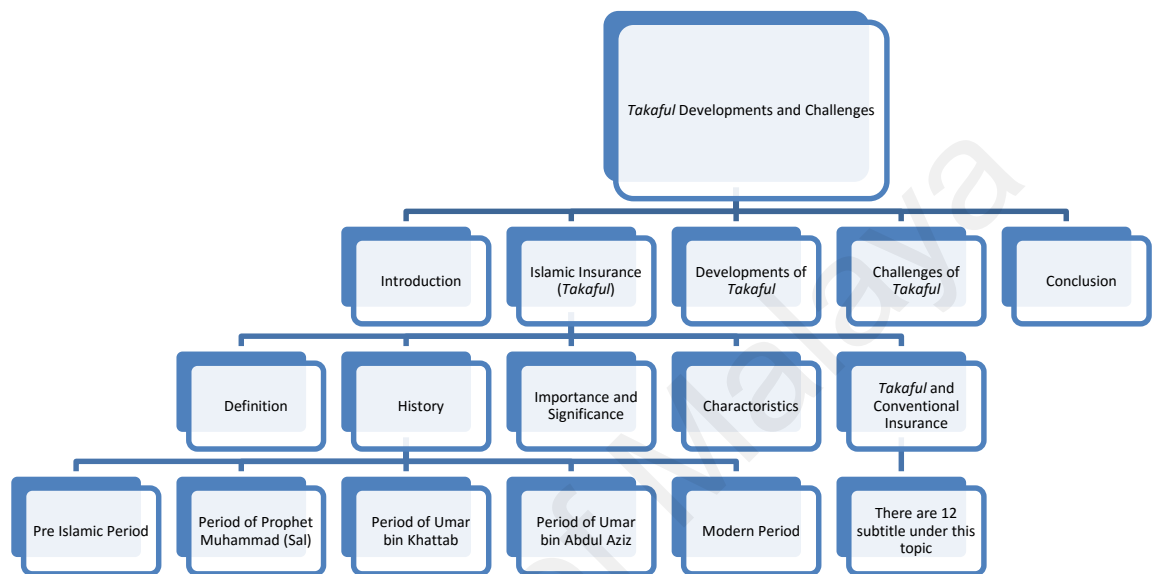 Takaful Developments and Challenges
Introduction
Islamic Insurance
(Takaful)
Developments of
Takaful
Challenges of
Takaful
Conclusion
Definition
History
Importance and
Significance
Charactoristics
Takaful and
Conventional
Insurance
Pre Islamic Period
Period of Prophet
Muhammad (Sal)
Period of Umar
bin Khattab
Period of Umar
bin Abdul Aziz
Modern Period
There are 12
subtitle under this
topic
of Malaya